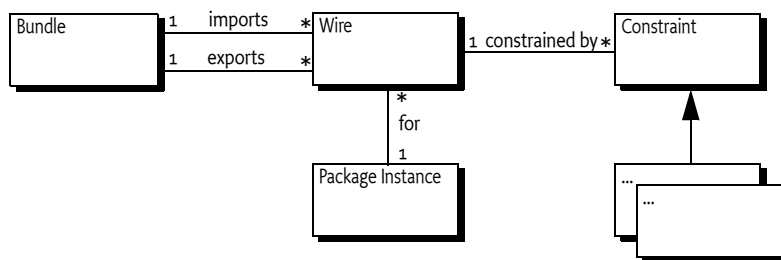 Bundle
1 imports *
Wire
1 exports *
1 constrained by *
Constraint
*
for
1
Package Instance
...
...